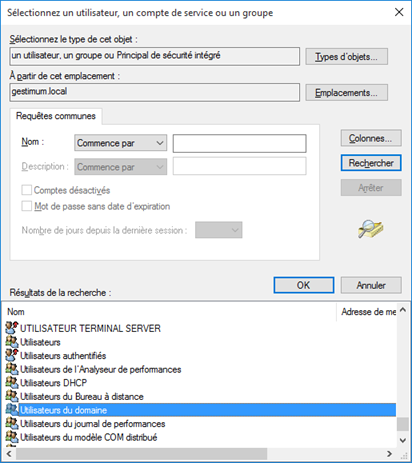 Sélectionnez un utilisateur, un compte de service ou un groupe
Sélectionnez le type de cet objet :
un utilisateur, un groupe ou Principal de sécurité intégré
Types d'objets...
À partir de cet emplacement :
gestimum.local
Emplacements...
Requêtes communes
Nom :
Commence par
Colonnes...
Description :
Commence par
Rechercher
Comptes désactivés
Arrêter
Mot de passe sans date d'expiration
Nombre de jours depuis la dernière session :
OK
Annuler
Résultats de la recherche :
Nom
Adresse de me
UTILISATEUR TERMINAL SERVER
Utilisateurs
Utilisateurs authentifiés
Utilisateurs de l'Analyseur de performances
Utilisateurs DHCP
Utilisateurs du Bureau à distance
Utilisateurs du domaine
Utilisateurs du journal de performances
Utilisateurs du modèle COM distribué